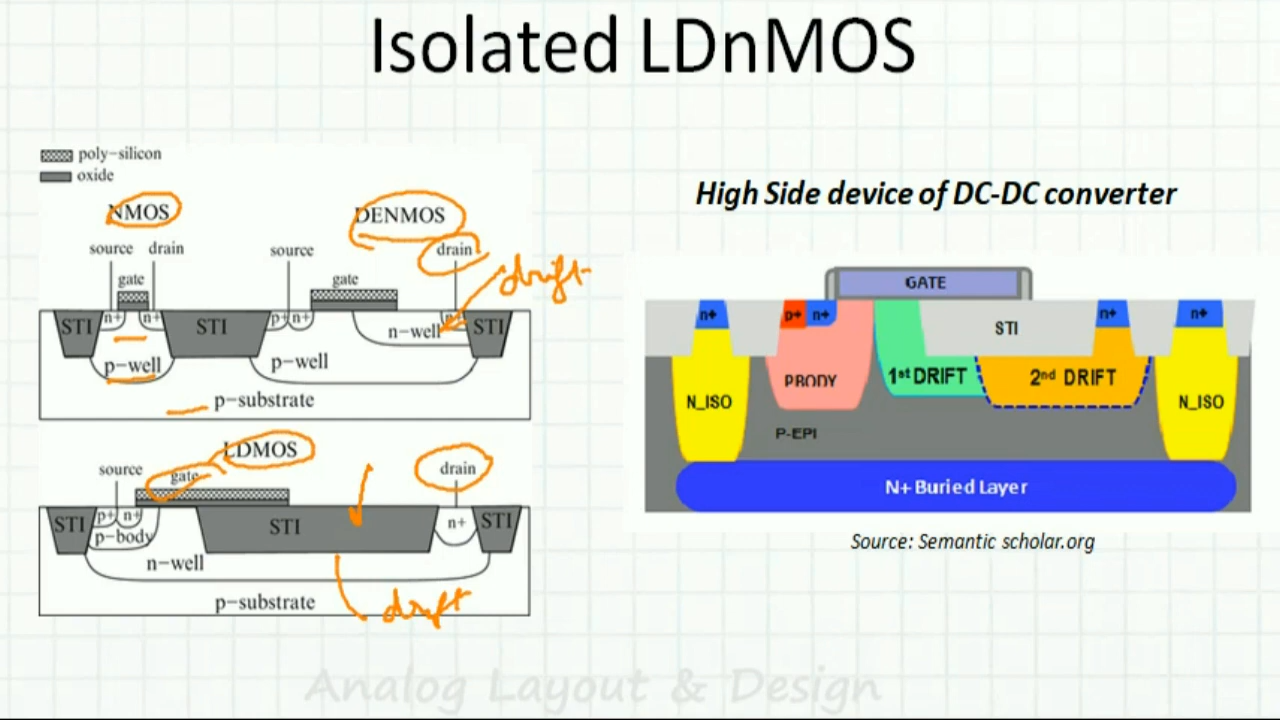 Isolated LDnMOS
poly-silicon
oxide
NMOS
DENMOS
source drain
source
drain
gate
gate
drift
STI
n+
n+
STI
p+
n+
n-well
n+
STI
p-well
p-well
p-substrate
LDMOS
source
gate
drain
STI
p+
n+
STI
n+
STI
p-body
n-well
p-substrate
drift
High Side device of DC-DC converter
GATE
n+
p+
n+
STI
n+
n+
PBODY
1st DRIFT
2nd DRIFT
N_ISO
N_ISO
P-EPI
N+ Buried Layer
Source: Semantic scholar.org
Analog Layout & Design